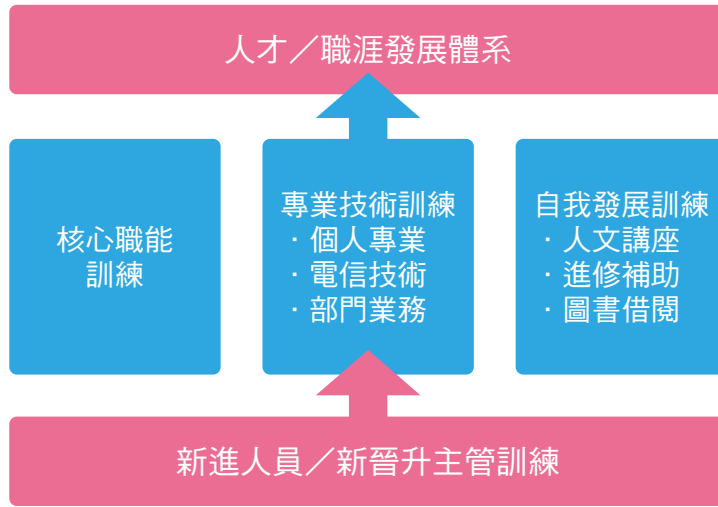 人才／職涯發展體系
核心職能
訓練
專業技術訓練
·個人專業
·電信技術
·部門業務
自我發展訓練
·人文講座
·進修補助
·圖書借閱
新進人員／新晉升主管訓練